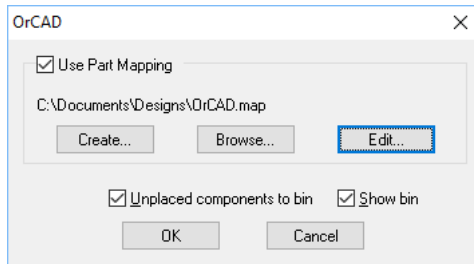 OrCAD
Use Part Mapping
C:\Documents\Designs\OrCAD.map
Create... Browse... Edit...
Unplaced components to bin Show bin
OK Cancel